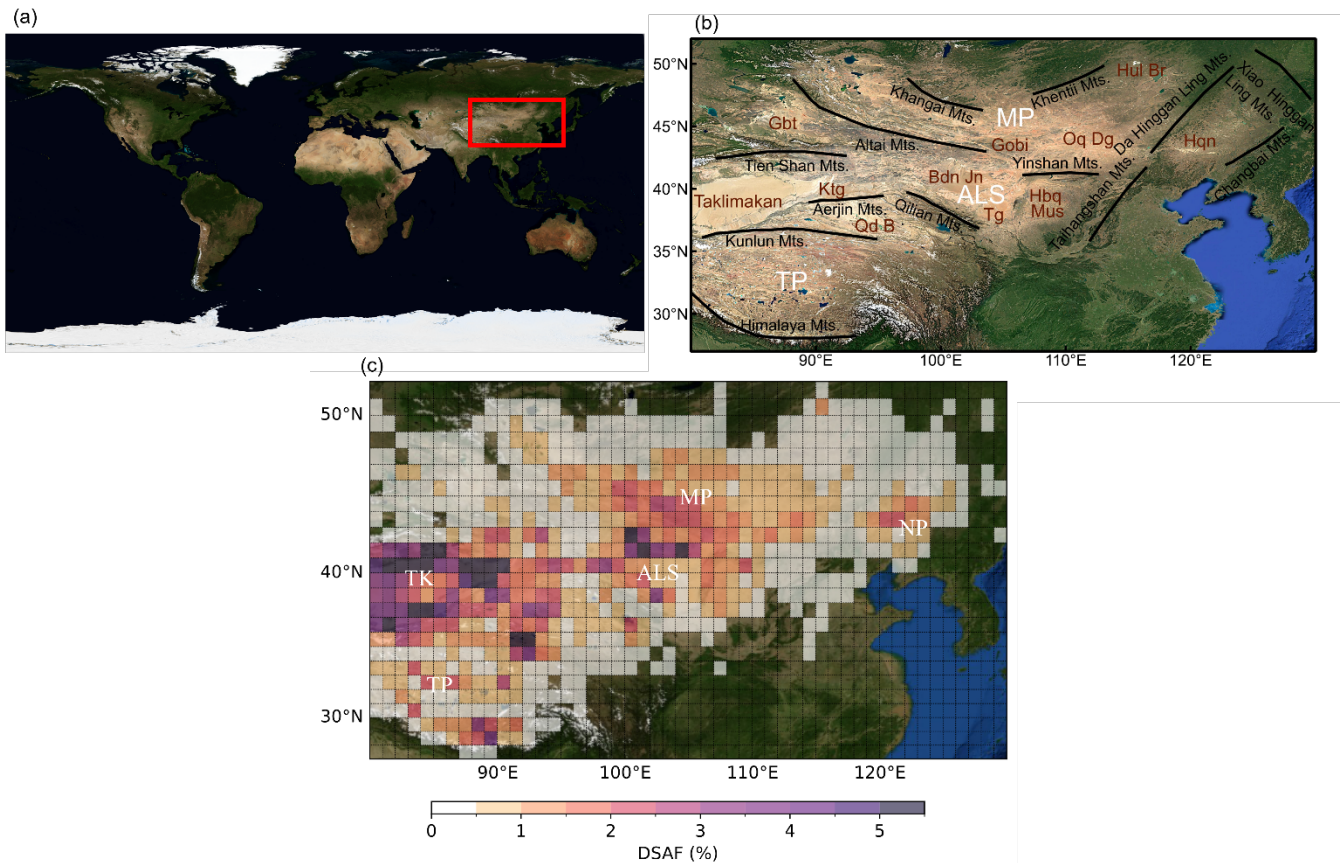 (a)
(b)
50°N
45°N
40°N
35°N
30°N
90°E
100°E
110°E
120°E
Hul Br
Khangai Mts.
Khentii Mts.
MP
Da Hinggan Ling Mts.
Xiao Hinggan
Ling Mts.
Gbt
Altai Mts.
Gobi
Oq Dg
Hqn
Tien Shan Mts.
Yinshan Mts.
Changbai Mts.
Bdn Jn
ALS
Taklimakan
Ktg
Hbq
Mus
Aerjin Mts.
Qilian Mts.
Tg
Taihangshan Mts.
Qd B
Kunlun Mts.
TP
Himalaya Mts.
(c)
50°N
40°N
30°N
MP
NP
TK
ALS
TP
90°E
100°E
110°E
120°E
0
1
2
3
4
5
DSAF (%)